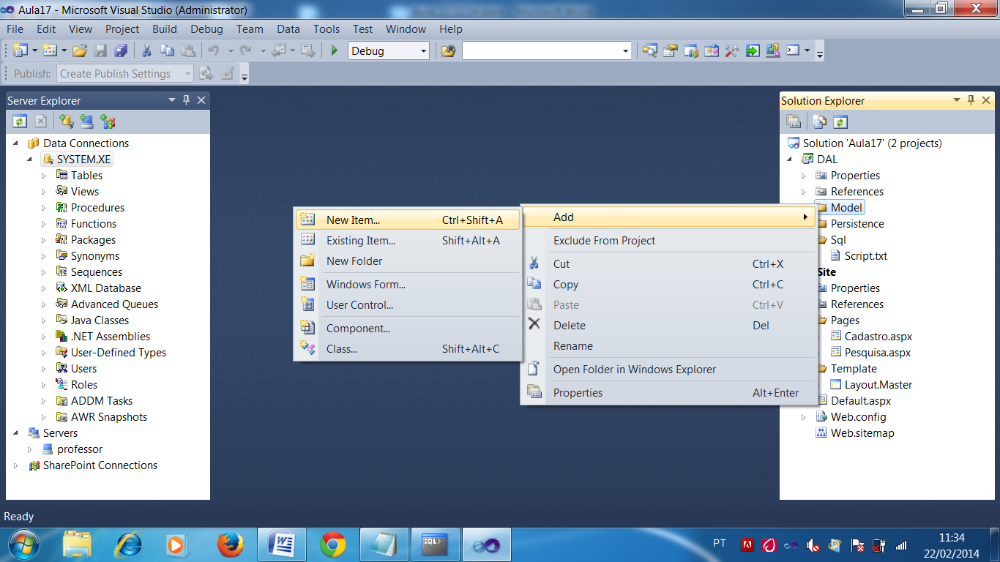 Aula17 - Microsoft Visual Studio (Administrator)
File Edit View Project Build Debug Team Data Tools Test Window Help
Debug
Publish: Create Publish Settings
Server Explorer
Data Connections
SYSTEM.XE
Tables
Views
Procedures
Functions
Packages
Synonyms
Sequences
XML Database
Advanced Queues
Java Classes
.NET Assemblies
User-Defined Types
Users
Roles
ADDM Tasks
AWR Snapshots
Servers
professor
SharePoint Connections
New Item... Ctrl+Shift+A
Existing Item... Shift+Alt+A
New Folder
Windows Form...
User Control...
Component...
Class... Shift+Alt+C
Add
Exclude From Project
Cut Ctrl+X
Copy Ctrl+C
Paste Ctrl+V
Delete Del
Rename
Open Folder in Windows Explorer
Properties Alt+Enter
Solution Explorer
Solution 'Aula17' (2 projects)
DAL
Properties
References
Model
Persistence
Sql
Script.txt
Site
Properties
References
Pages
Cadastro.aspx
Pesquisa.aspx
Template
Layout.Master
Default.aspx
Web.config
Web.sitemap
Ready
SQL>
PT
11:34
22/02/2014